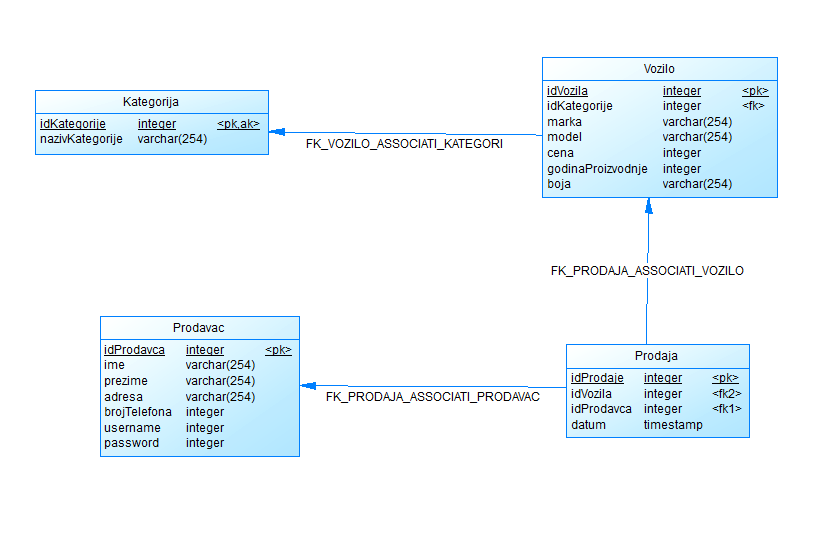 Kategorija
idKategorije integer <pk,ak>
nazivKategorije varchar(254)
FK_VOZILO_ASSOCIATI_KATEGORI
Vozilo
idVozila integer <pk>
idKategorije integer <fk>
marka varchar(254)
model varchar(254)
cena integer
godinaProizvodnje integer
boja varchar(254)
FK_PRODAJA_ASSOCIATI_VOZILO
Prodavac
idProdavca integer <pk>
ime varchar(254)
prezime varchar(254)
adresa varchar(254)
brojTelefona integer
username integer
password integer
FK_PRODAJA_ASSOCIATI_PRODAVAC
Prodaja
idProdaje integer <pk>
idVozila integer <fk2>
idProdavca integer <fk1>
datum timestamp